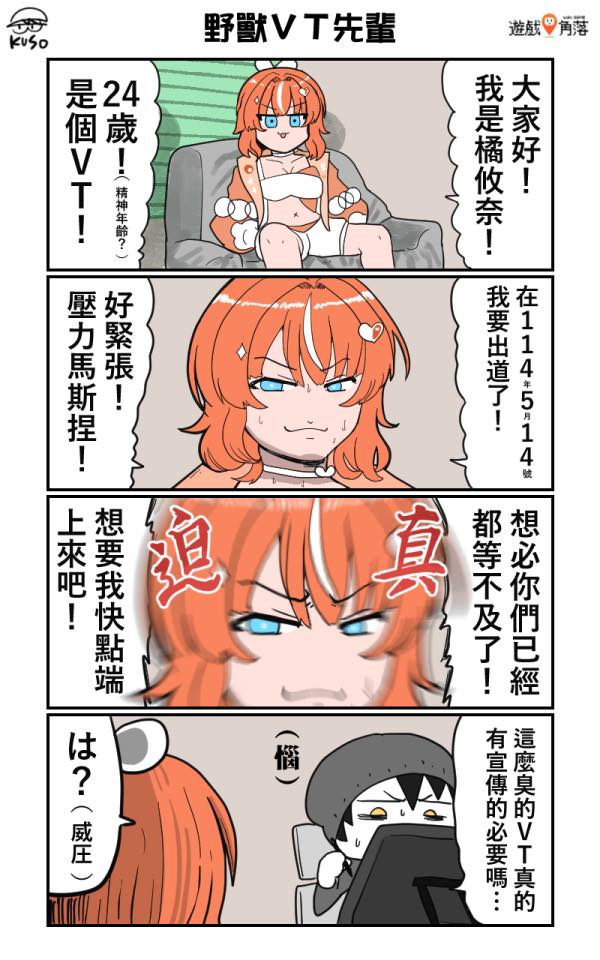 KUSO
野獸VT先輩
遊戲角落
大家好！
我是橘攸奈！
24歲！（精神年齡？）
是個VT！
在114年5月14號
我要出道了！
好緊張！
壓力馬斯捏！
想必你們已經
都等不及了！
真
迫
想要我快點端
上來吧！
這麼臭的VT真的
有宣傳的必要嗎…
（惱）
は？（威圧）